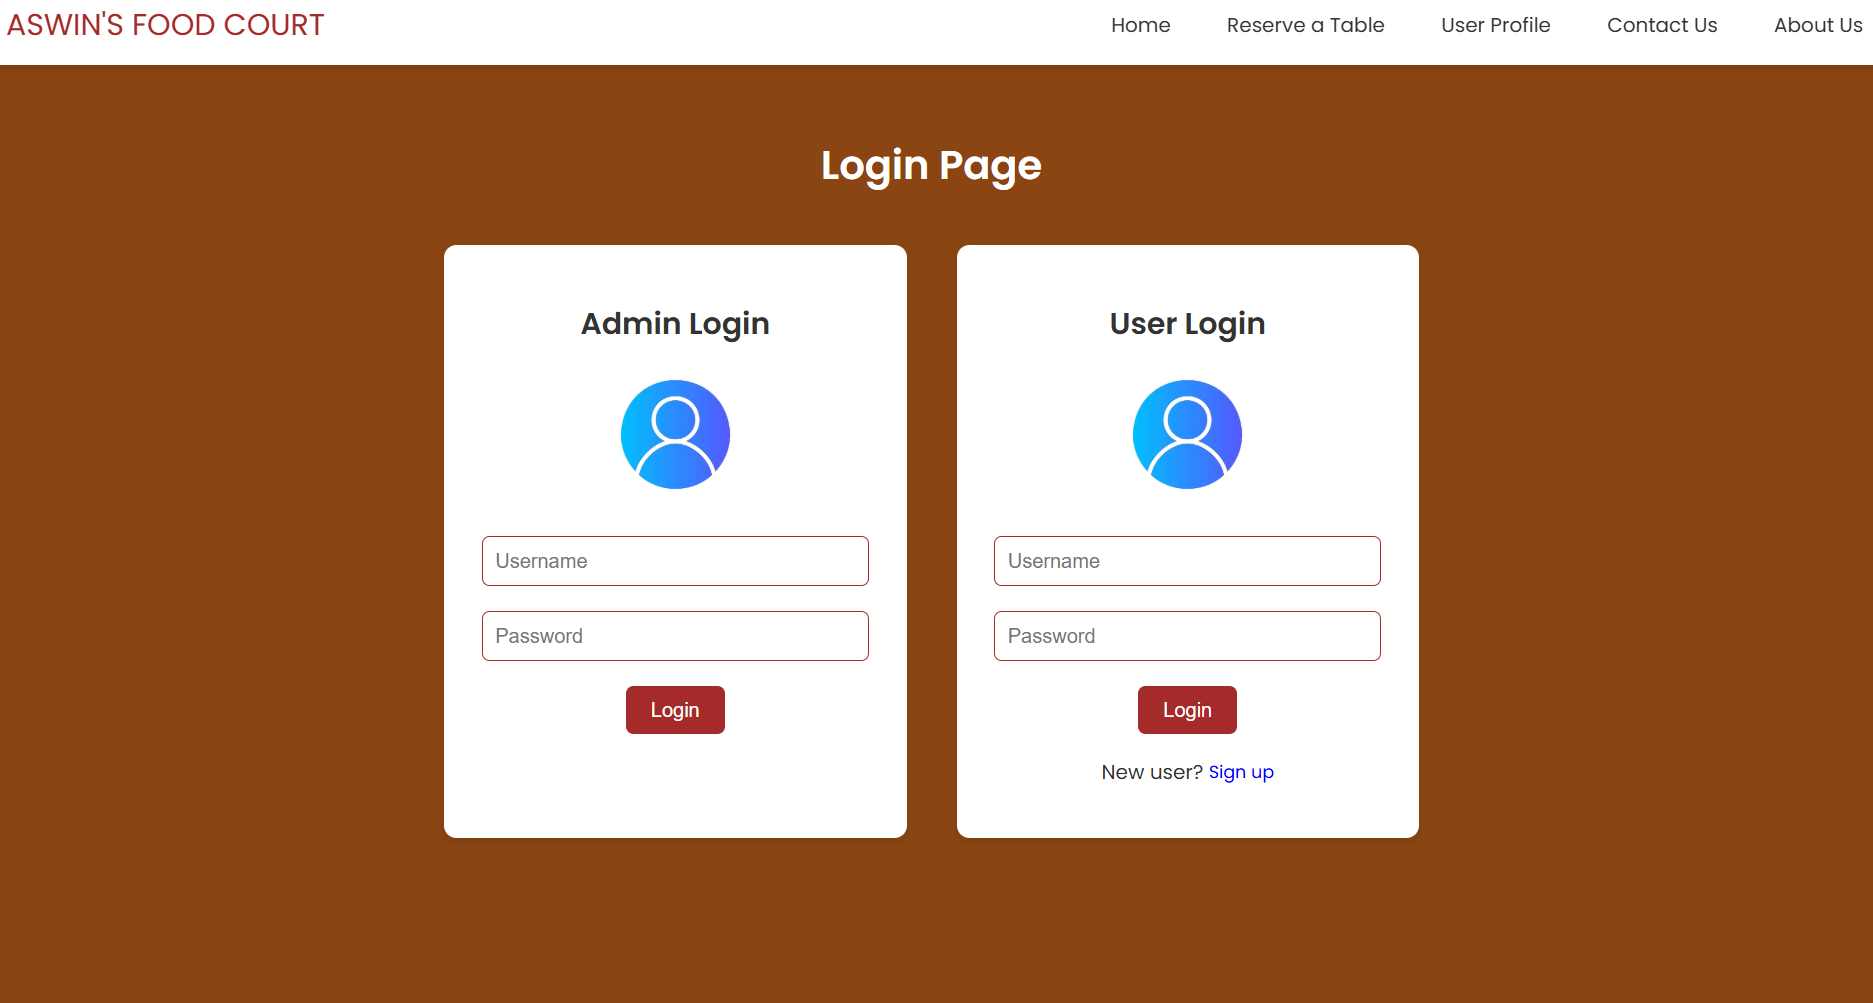 ASWIN'S FOOD COURT
Home Reserve a Table User Profile Contact Us About Us
Login Page
Admin Login
Username
Password
Login
User Login
Username
Password
Login
New user? Sign up